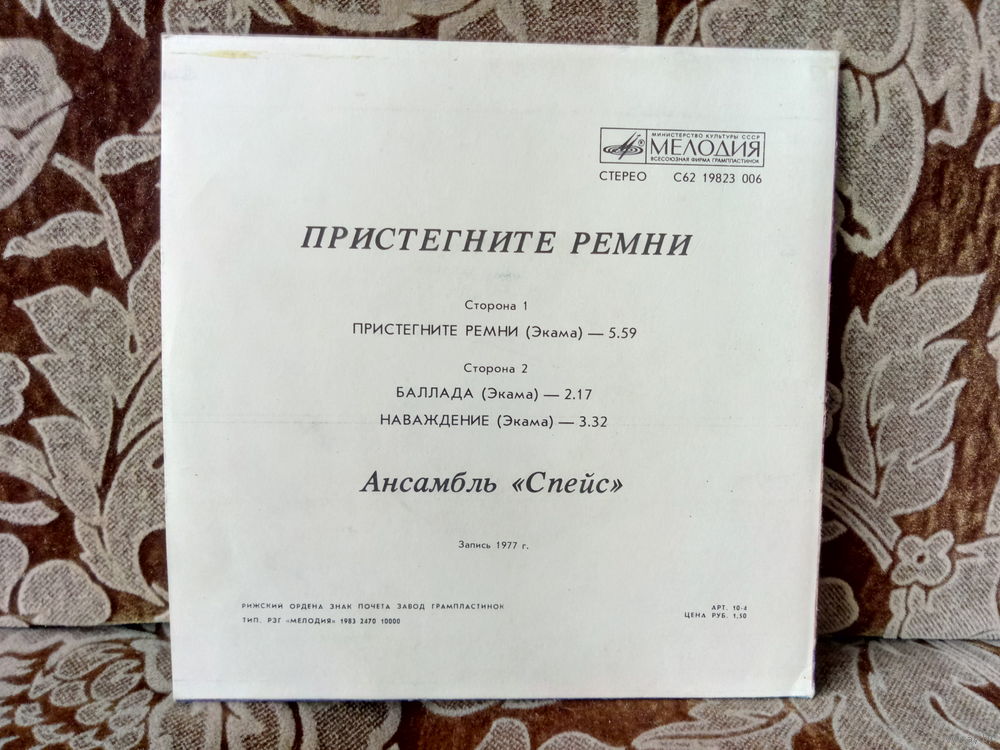 МИНИСТЕРСТВО КУЛЬТУРЫ СССР
МЕЛОДИЯ
ВСЕСОЮЗНАЯ ФИРМА ГРАМПЛАСТИНОК
СТЕРЕО С62 19823 006
ПРИСТЕГНИТЕ РЕМНИ
Сторона 1
ПРИСТЕГНИТЕ РЕМНИ (Экама) — 5.59
Сторона 2
БАЛЛАДА (Экама) — 2.17
НАВАЖДЕНИЕ (Экама) — 3.32
Ансамбль «Спейс»
Запись 1977 г.
РИЖСКИЙ ОРДЕНА ЗНАК ПОЧЕТА ЗАВОД ГРАМПЛАСТИНОК
ТИП. РЗГ «МЕЛОДИЯ» 1983 2470 10000
АРТ. 10-4
ЦЕНА РУБ. 1,50